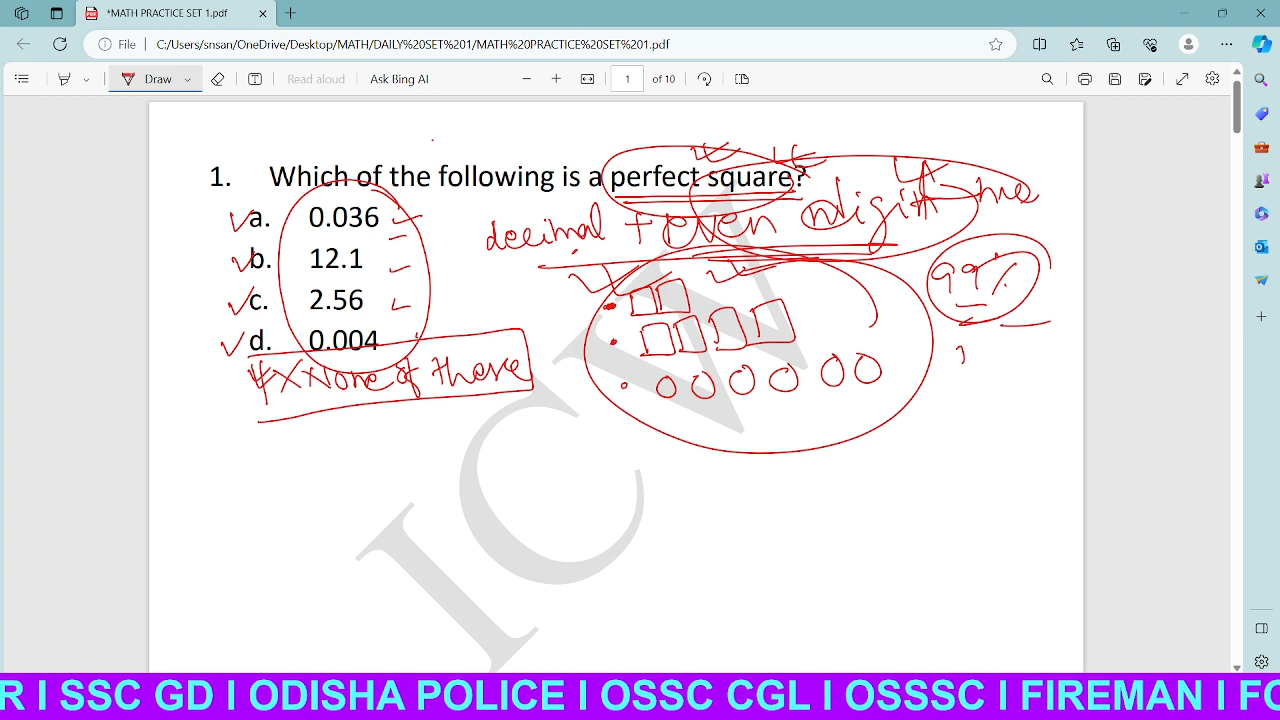 *MATH PRACTICE SET 1.pdf
File C:/Users/snsan/OneDrive/Desktop/MATH/DAILY%20SET%201/MATH%20PRACTICE%20SET%201.pdf
Draw Read aloud Ask Bing AI 1 of 10
1. Which of the following is a perfect square?
decimal + even digit
a. 0.036
b. 12.1
99%
c. 2.56
d. 0.004
None of these
ICW
R I SSC GD I ODISHA POLICE I OSSC CGL I OSSSC I FIREMAN I FO